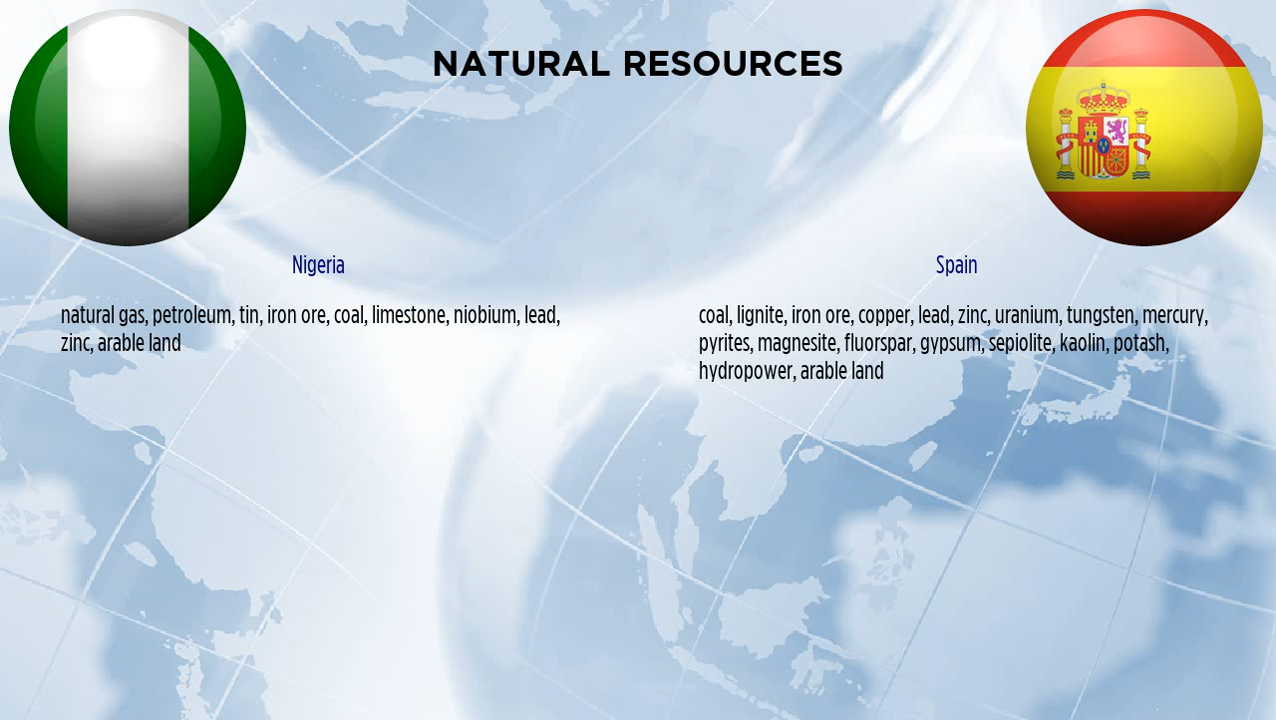 NATURAL RESOURCES
Nigeria
natural gas, petroleum, tin, iron ore, coal, limestone, niobium, lead,
zinc, arable land
Spain
coal, lignite, iron ore, copper, lead, zinc, uranium, tungsten, mercury,
pyrites, magnesite, fluorspar, gypsum, sepiolite, kaolin, potash,
hydropower, arable land